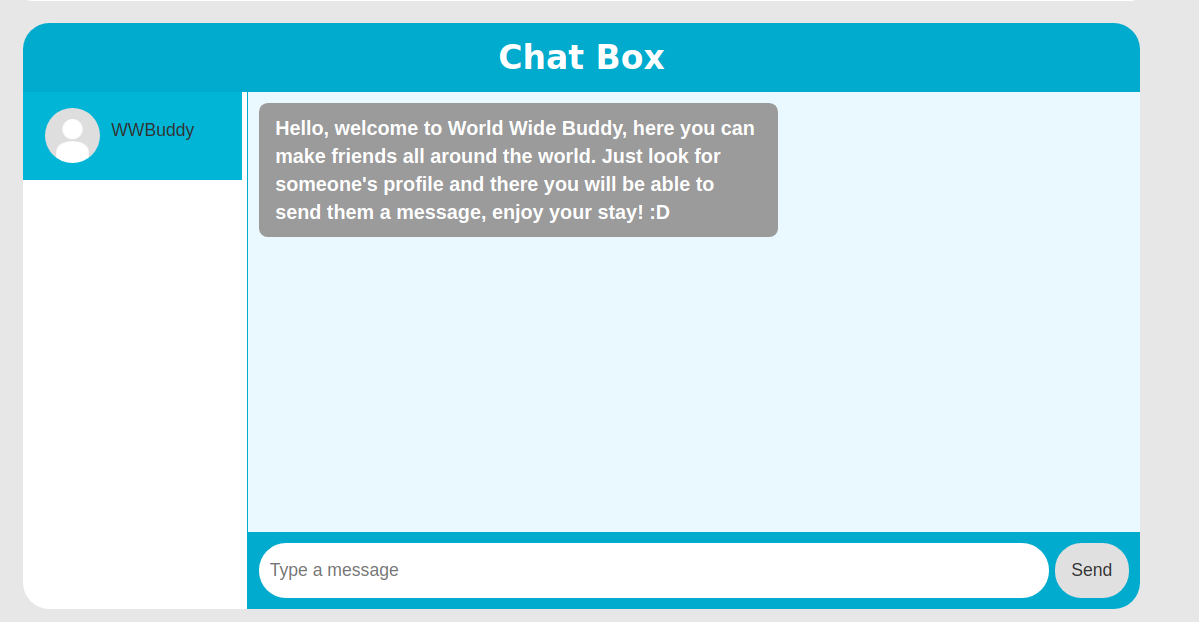 Chat Box
WWBuddy
Hello, welcome to World Wide Buddy, here you can
make friends all around the world. Just look for
someone's profile and there you will be able to
send them a message, enjoy your stay! :D
Type a message
Send